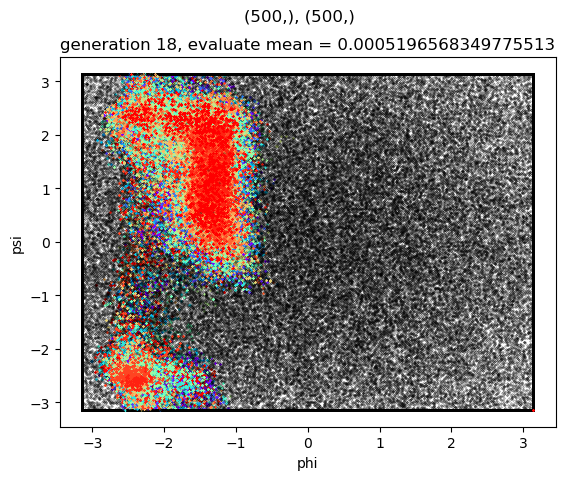 (500,), (500,)
generation 18, evaluate mean = 0.0005196568349775513
3
2
1
0
−1
−2
−3
psi
−3 −2 −1 0 1 2 3
phi